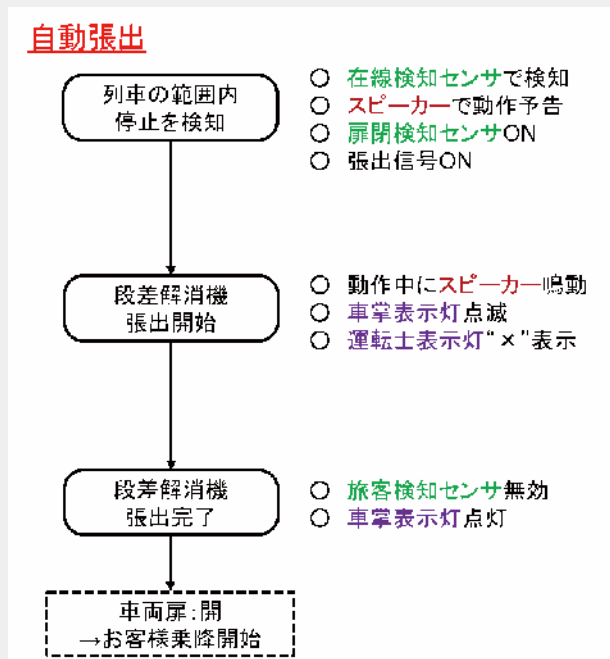 自動張出
列車の範囲内
停止を検知
○ 在線検知センサで検知
○ スピーカーで動作予告
○ 扉閉検知センサON
○ 張出信号ON
段差解消機
張出開始
○ 動作中にスピーカー鳴動
○ 車掌表示灯点滅
○ 運転士表示灯“×”表示
段差解消機
張出完了
○ 旅客検知センサ無効
○ 車掌表示灯点灯
車両扉:開
→お客様乗降開始